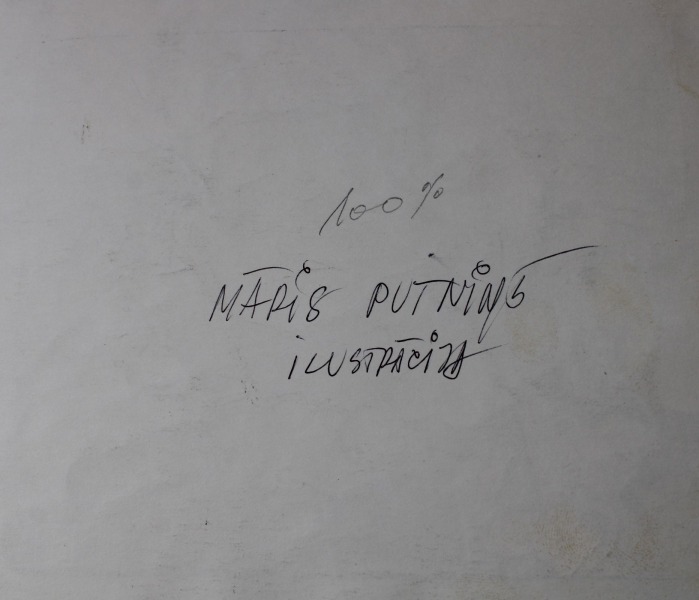 100%
MĀRIS PUTNIŅŠ
ILUSTRĀCIJA